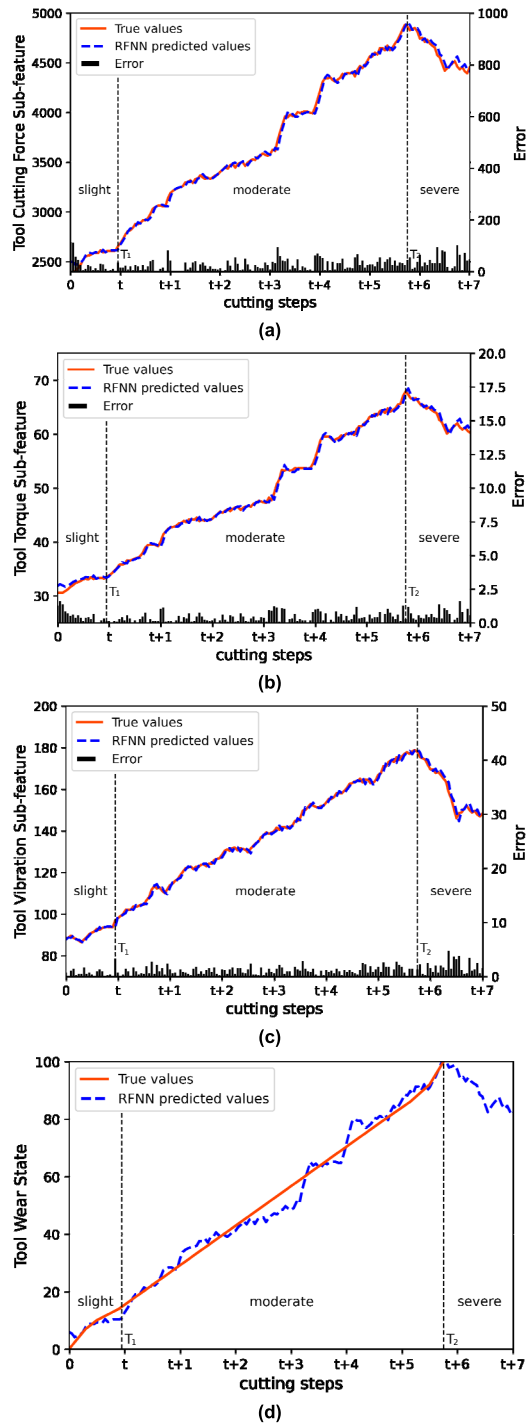 5000
4500
4000
3500
3000
2500
Tool Cutting Force Sub-feature
True values
RFNN predicted values
Error
slight
moderate
severe
T1
T2
1000
800
600
400
200
0
Error
0 t t+1 t+2 t+3 t+4 t+5 t+6 t+7
cutting steps
(a)
70
60
50
40
30
Tool Torque Sub-feature
True values
RFNN predicted values
Error
slight
moderate
severe
T1
T2
20.0
17.5
15.0
12.5
10.0
7.5
5.0
2.5
0.0
Error
0 t t+1 t+2 t+3 t+4 t+5 t+6 t+7
cutting steps
(b)
200
180
160
140
120
100
80
Tool Vibration Sub-feature
True values
RFNN predicted values
Error
slight
moderate
severe
T1
T2
50
40
30
20
10
0
Error
0 t t+1 t+2 t+3 t+4 t+5 t+6 t+7
cutting steps
(c)
100
80
60
40
20
0
Tool Wear State
True values
RFNN predicted values
slight
moderate
severe
T1
T2
0 t t+1 t+2 t+3 t+4 t+5 t+6 t+7
cutting steps
(d)